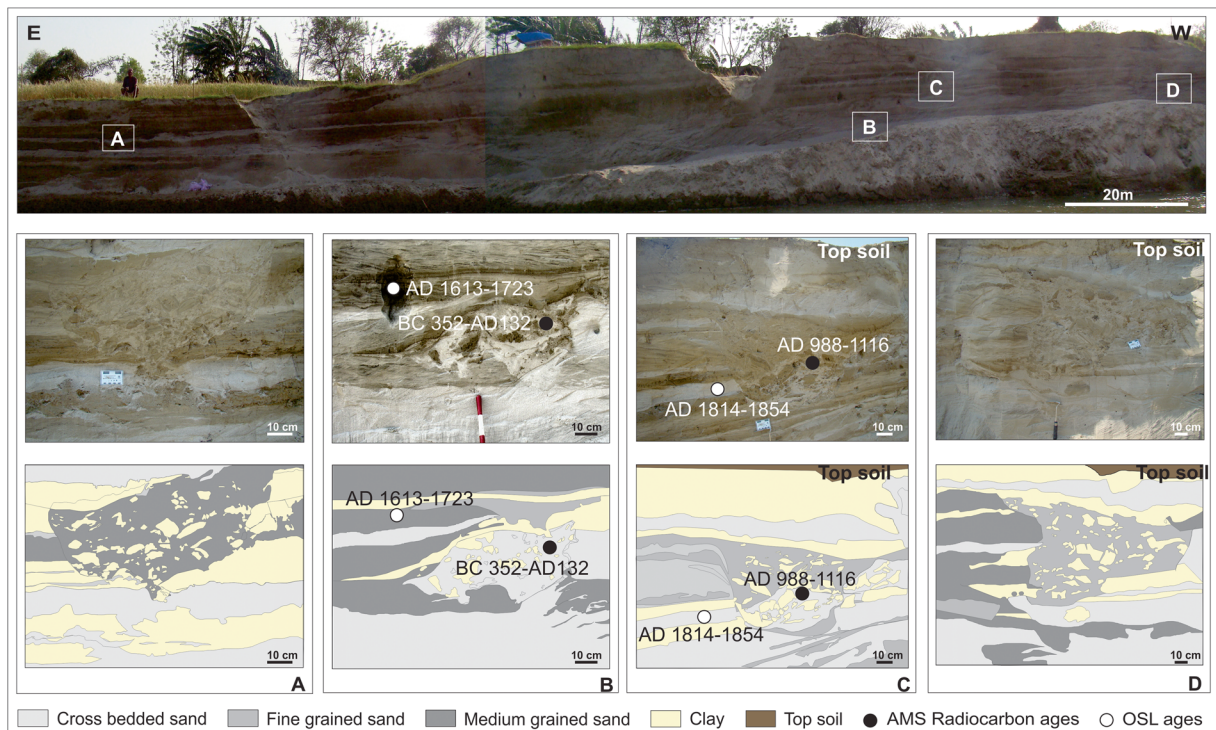 E
W
A
B
C
D
20m
AD 1613-1723
BC 352-AD132
10 cm
10 cm
Top soil
AD 988-1116
AD 1814-1854
10 cm
Top soil
10 cm
10 cm
A
AD 1613-1723
BC 352-AD132
10 cm
B
Top soil
AD 988-1116
AD 1814-1854
10 cm
C
Top soil
10 cm
D
Cross bedded sand Fine grained sand Medium grained sand Clay Top soil AMS Radiocarbon ages OSL ages